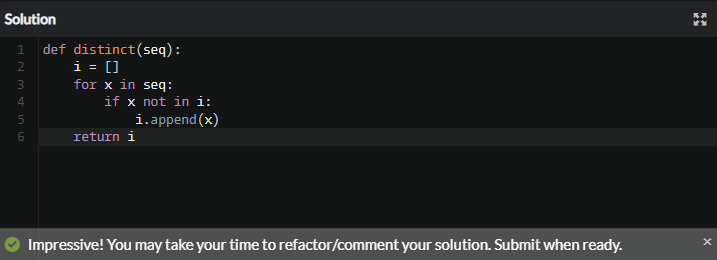 Solution
1 def distinct(seq):
2     i = []
3     for x in seq:
4         if x not in i:
5             i.append(x)
6     return i
Impressive! You may take your time to refactor/comment your solution. Submit when ready. ×